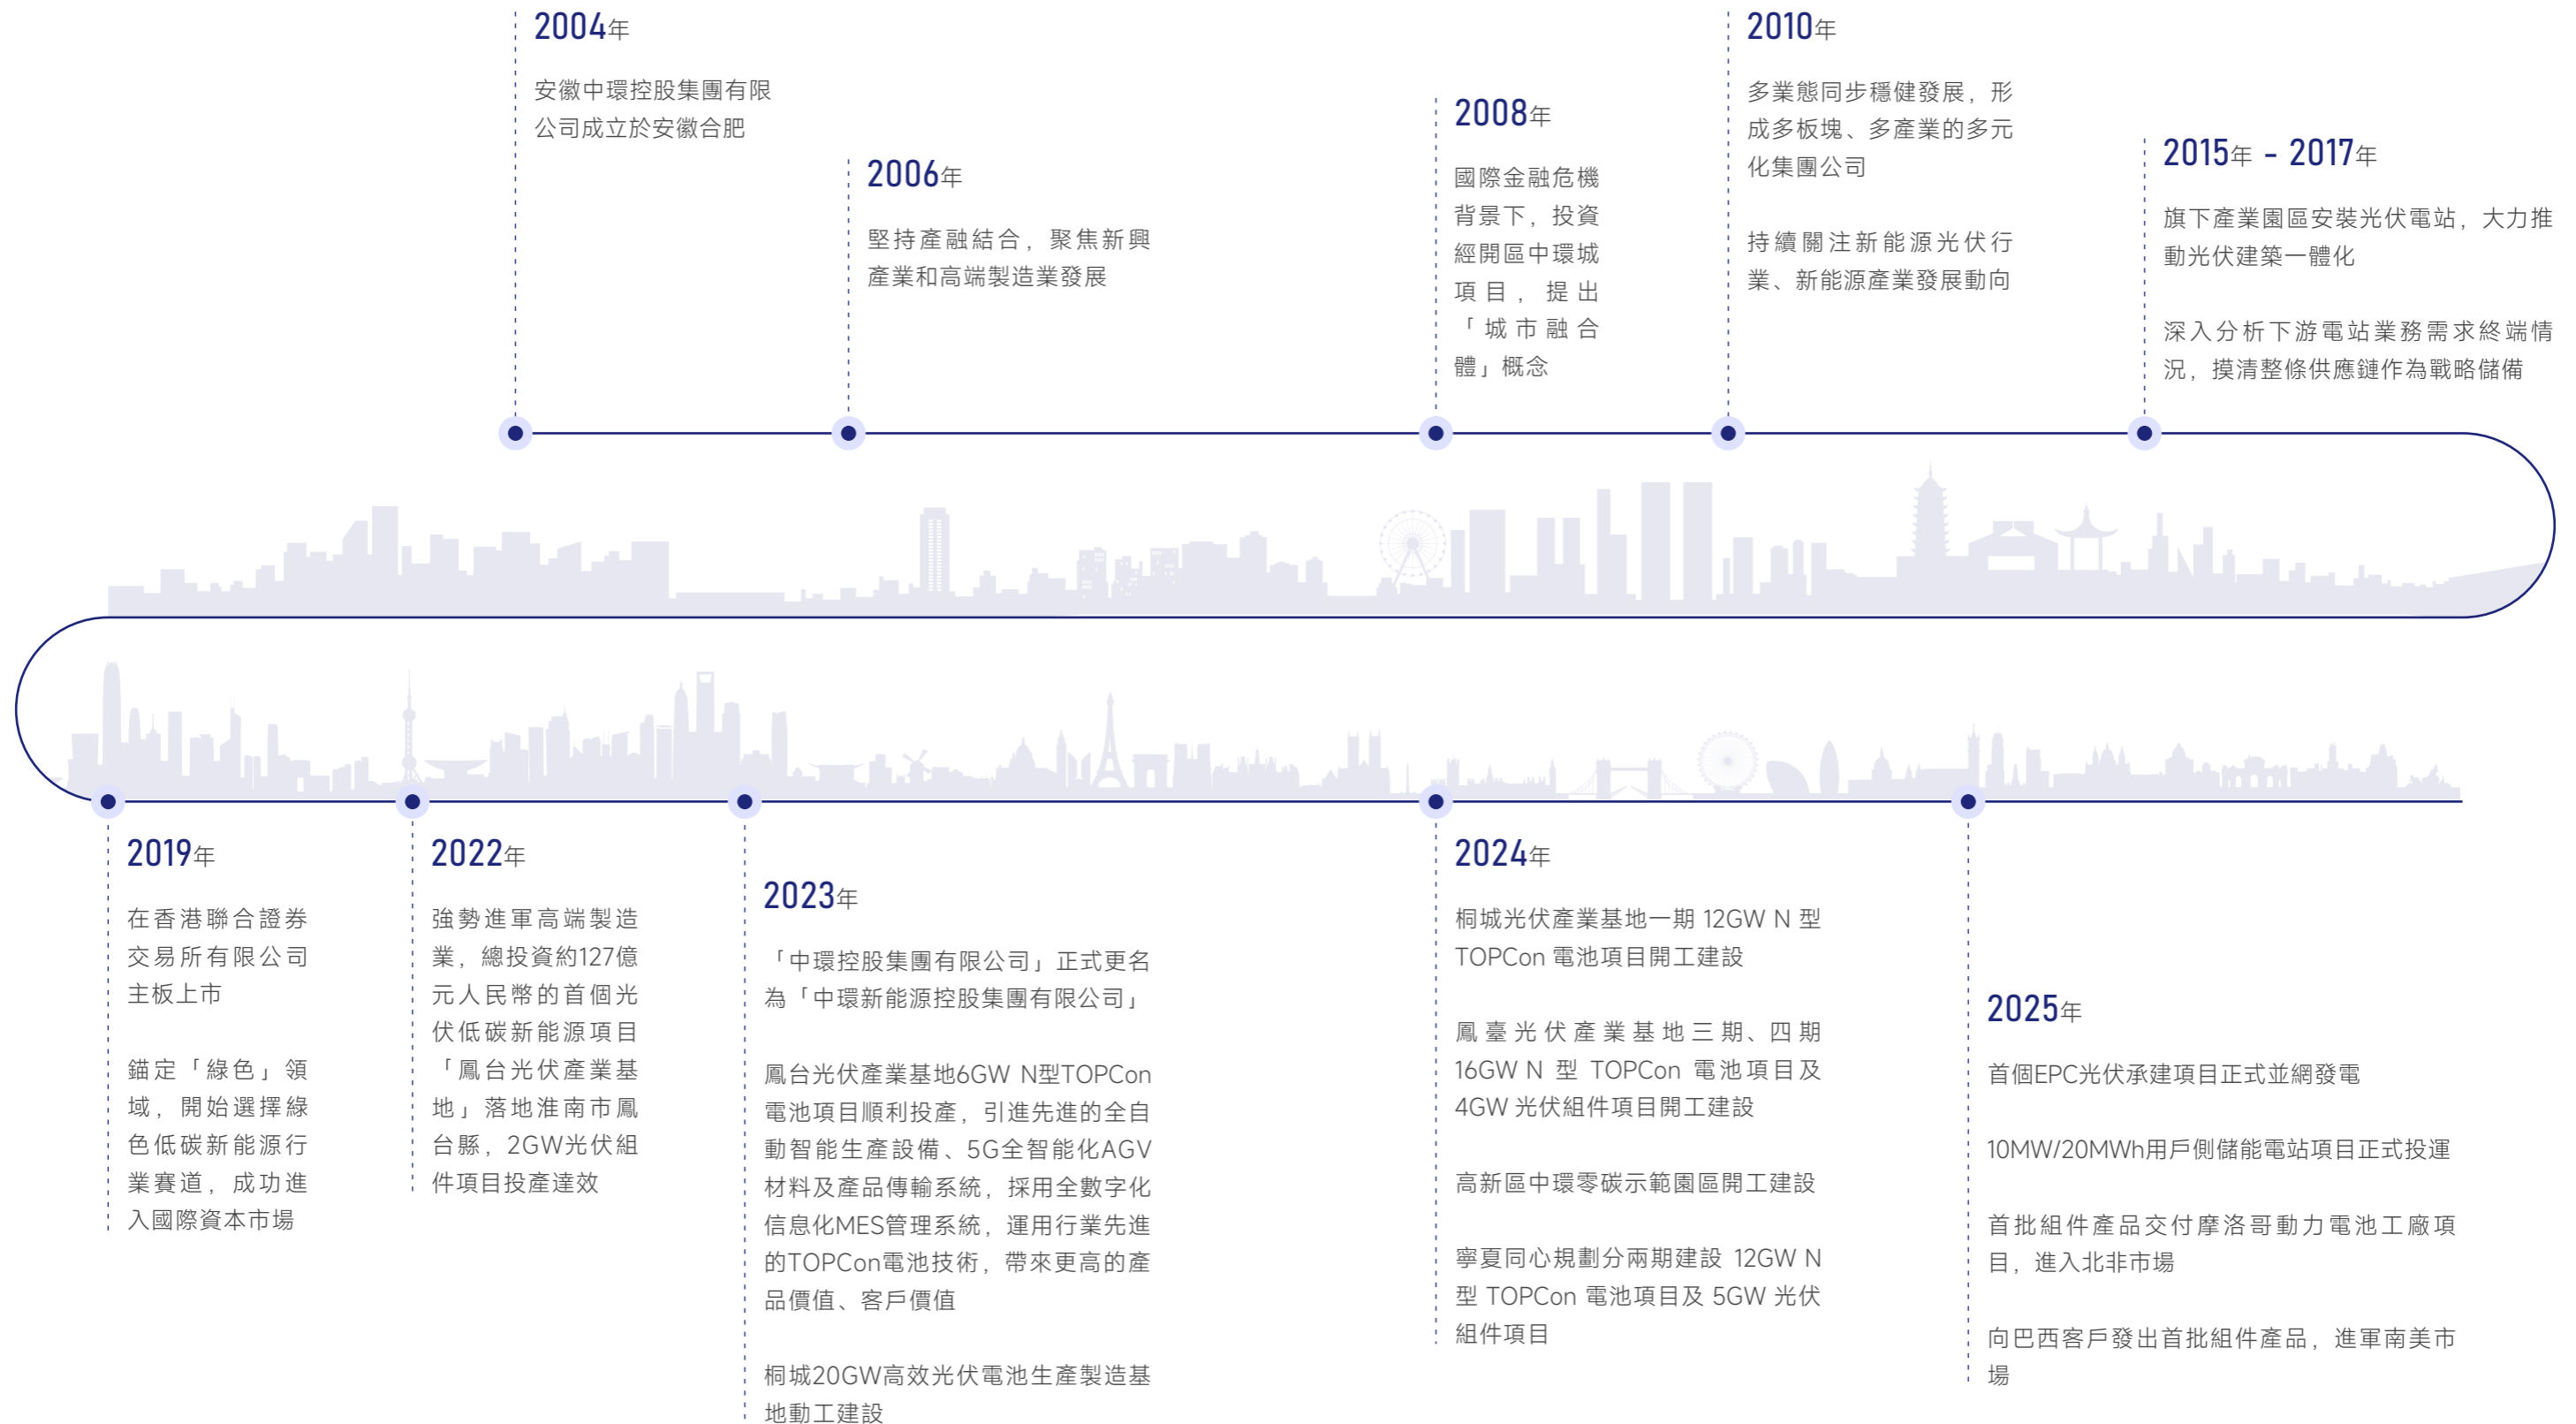 2004年
安徽中環控股集團有限
公司成立於安徽合肥
2006年
堅持產融結合，聚焦新興
產業和高端製造業發展
2008年
國際金融危機
背景下，投資
經開區中環城
項目，提出
「城市融合
體」概念
2010年
多業態同步穩健發展，形
成多板塊、多產業的多元
化集團公司
持續關注新能源光伏行
業、新能源產業發展動向
2015年 - 2017年
旗下產業園區安裝光伏電站，大力推
動光伏建築一體化
深入分析下游電站業務需求終端情
況，摸清整條供應鏈作為戰略儲備
2019年
在香港聯合證券
交易所有限公司
主板上市
錨定「綠色」領
域，開始選擇綠
色低碳新能源行
業賽道，成功進
入國際資本市場
2022年
強勢進軍高端製造
業，總投資約127億
元人民幣的首個光
伏低碳新能源項目
「鳳台光伏產業基
地」落地淮南市鳳
台縣，2GW光伏組
件項目投產達效
2023年
「中環控股集團有限公司」正式更名
為「中環新能源控股集團有限公司」
鳳台光伏產業基地6GW N型TOPCon
電池項目順利投產，引進先進的全自
動智能生產設備、5G全智能化AGV
材料及產品傳輸系統，採用全數字化
信息化MES管理系統，運用行業先進
的TOPCon電池技術，帶來更高的產
品價值、客戶價值
桐城20GW高效光伏電池生產製造基
地動工建設
2024年
桐城光伏產業基地一期 12GW N 型
TOPCon 電池項目開工建設
鳳臺光伏產業基地三期、四期
16GW N 型 TOPCon 電池項目及
4GW 光伏組件項目開工建設
高新區中環零碳示範園區開工建設
寧夏同心規劃分兩期建設 12GW N
型 TOPCon 電池項目及 5GW 光伏
組件項目
2025年
首個EPC光伏承建項目正式並網發電
10MW/20MWh用戶側儲能電站項目正式投運
首批組件產品交付摩洛哥動力電池工廠項
目，進入北非市場
向巴西客戶發出首批組件產品，進軍南美市
場